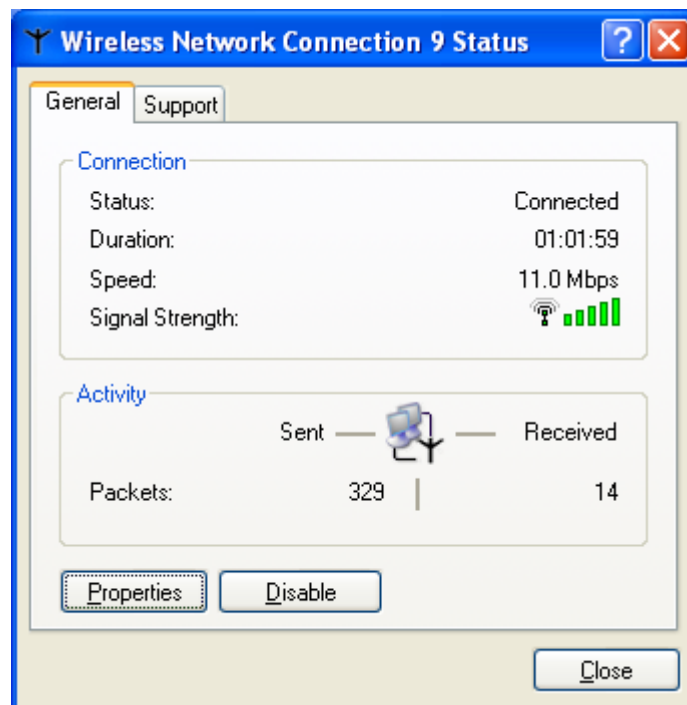 Wireless Network Connection 9 Status
General Support
Connection
Status: Connected
Duration: 01:01:59
Speed: 11.0 Mbps
Signal Strength:
Activity
Sent Received
Packets: 329 14
Properties Disable
Close